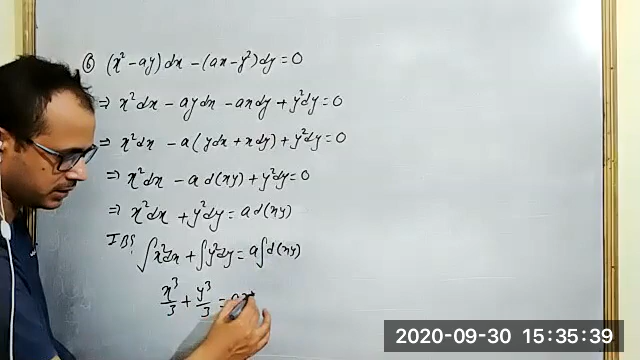 ⑥ (x² - ay) dx - (ax - y²) dy = 0
⇒ x² dx - ay dx - ax dy + y² dy = 0
⇒ x² dx - a (y dx + x dy) + y² dy = 0
⇒ x² dx - a d(xy) + y² dy = 0
⇒ x² dx + y² dy = a d(xy)
IBS, ∫x² dx + ∫y² dy = a∫d(xy)
x³/3 + y³/3 =
2020-09-30 15:35:39